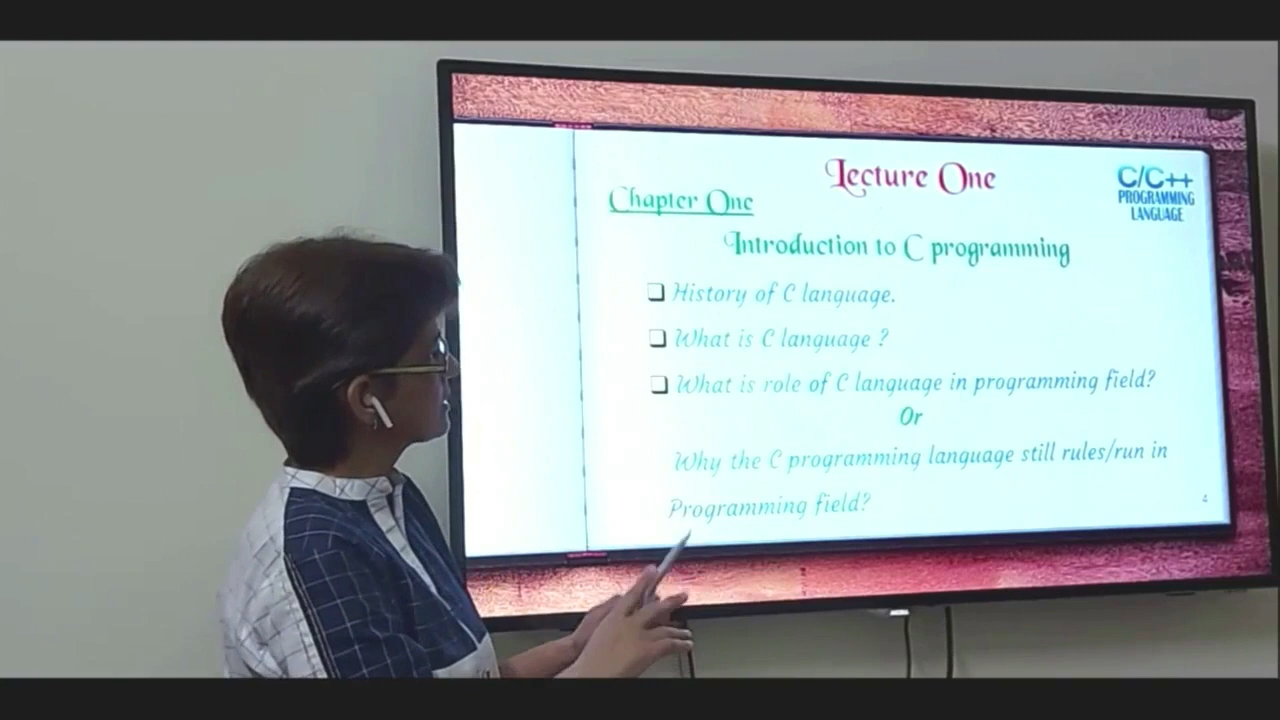 Lecture One
C/C++
PROGRAMMING
LANGUAGE
Chapter One
Introduction to C programming
History of C language.
What is C language ?
What is role of C language in programming field?
Or
Why the C programming language still rules/run in
Programming field?
4